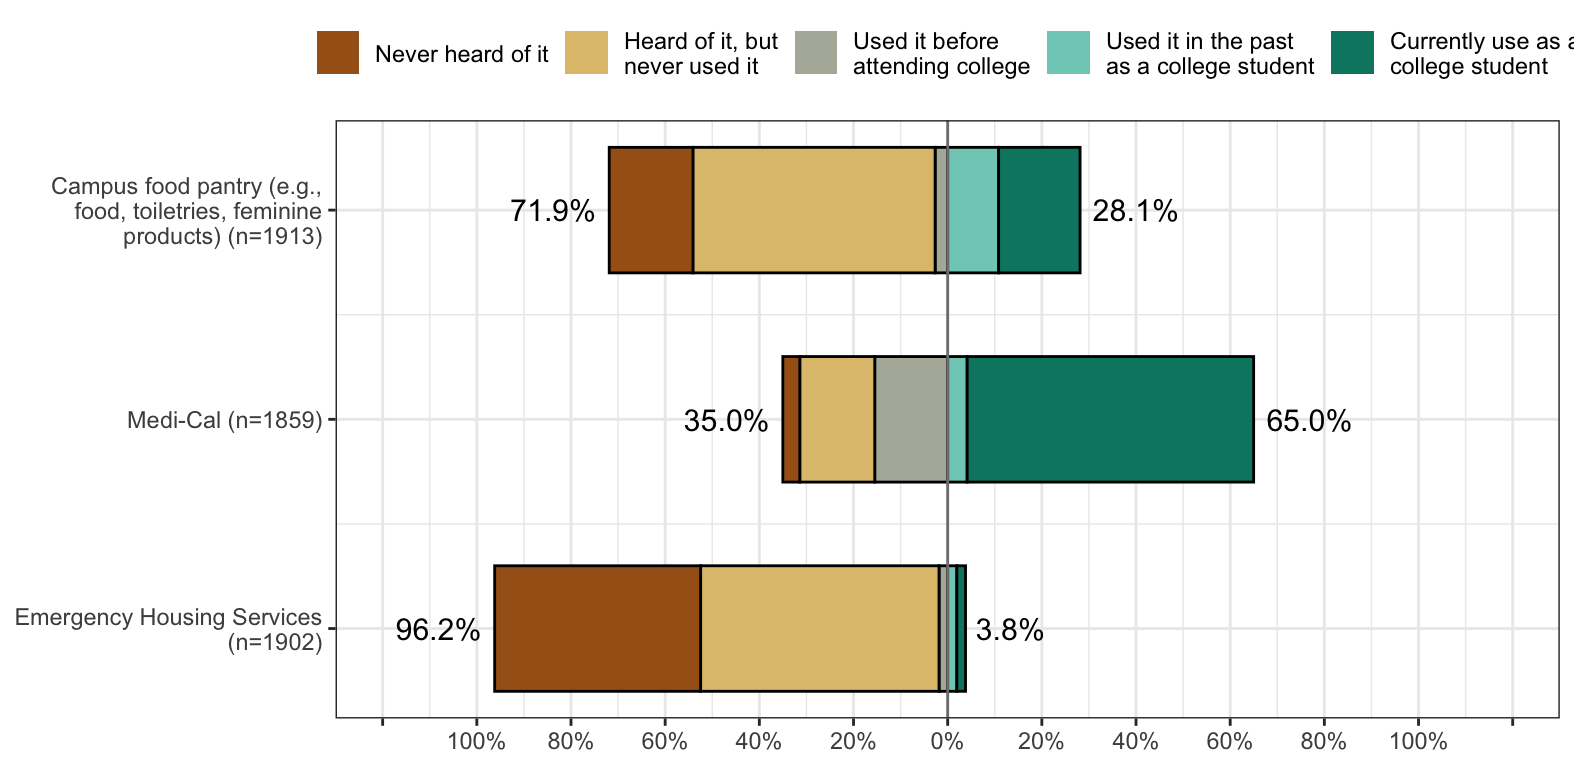 Never heard of it
Heard of it, but
never used it
Used it before
attending college
Used it in the past
as a college student
Currently use as a
college student
Campus food pantry (e.g.,
food, toiletries, feminine
products) (n=1913)
71.9%
28.1%
Medi-Cal (n=1859)
35.0%
65.0%
Emergency Housing Services
(n=1902)
96.2%
3.8%
100%
80%
60%
40%
20%
0%
20%
40%
60%
80%
100%